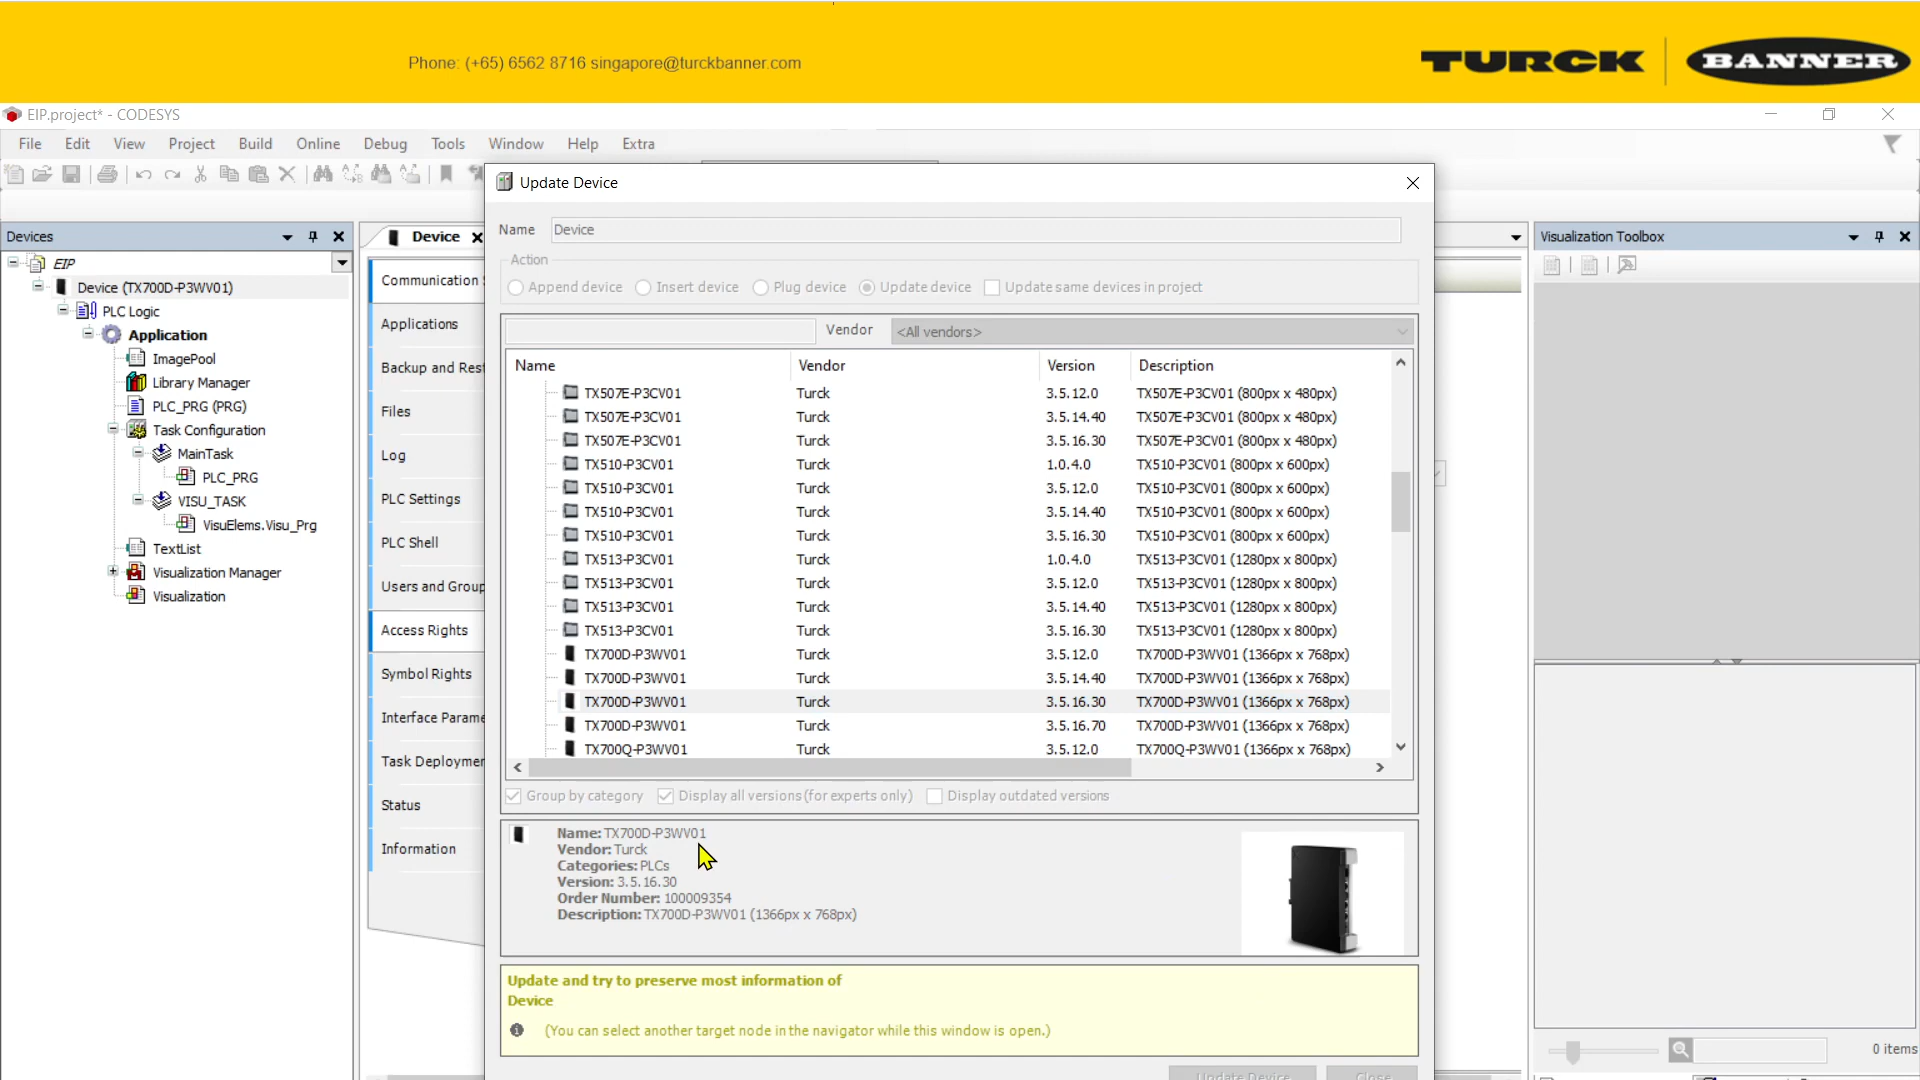 Phone: (+65) 6562 8716 singapore@turckbanner.com
TURCK
BANNER
EIP.project* - CODESYS
File Edit View Project Build Online Debug Tools Window Help Extra
Update Device
Name Device
Action
Append device Insert device Plug device Update device Update same devices in project
Vendor <All vendors>
Name Vendor Version Description
TX507E-P3CV01 Turck 3.5.12.0 TX507E-P3CV01 (800px x 480px)
TX507E-P3CV01 Turck 3.5.14.40 TX507E-P3CV01 (800px x 480px)
TX507E-P3CV01 Turck 3.5.16.30 TX507E-P3CV01 (800px x 480px)
TX510-P3CV01 Turck 1.0.4.0 TX510-P3CV01 (800px x 600px)
TX510-P3CV01 Turck 3.5.12.0 TX510-P3CV01 (800px x 600px)
TX510-P3CV01 Turck 3.5.14.40 TX510-P3CV01 (800px x 600px)
TX510-P3CV01 Turck 3.5.16.30 TX510-P3CV01 (800px x 600px)
TX513-P3CV01 Turck 1.0.4.0 TX513-P3CV01 (1280px x 800px)
TX513-P3CV01 Turck 3.5.12.0 TX513-P3CV01 (1280px x 800px)
TX513-P3CV01 Turck 3.5.14.40 TX513-P3CV01 (1280px x 800px)
TX513-P3CV01 Turck 3.5.16.30 TX513-P3CV01 (1280px x 800px)
TX700D-P3WV01 Turck 3.5.12.0 TX700D-P3WV01 (1366px x 768px)
TX700D-P3WV01 Turck 3.5.14.40 TX700D-P3WV01 (1366px x 768px)
TX700D-P3WV01 Turck 3.5.16.30 TX700D-P3WV01 (1366px x 768px)
TX700D-P3WV01 Turck 3.5.16.70 TX700D-P3WV01 (1366px x 768px)
TX700Q-P3WV01 Turck 3.5.12.0 TX700Q-P3WV01 (1366px x 768px)
Group by category Display all versions (for experts only) Display outdated versions
Name: TX700D-P3WV01
Vendor: Turck
Categories: PLCs
Version: 3.5.16.30
Order Number: 100009354
Description: TX700D-P3WV01 (1366px x 768px)
Update and try to preserve most information of
Device
(You can select another target node in the navigator while this window is open.)
Update Device Close
Devices
EIP
Device (TX700D-P3WV01)
PLC Logic
Application
ImagePool
Library Manager
PLC_PRG (PRG)
Task Configuration
MainTask
PLC_PRG
VISU_TASK
VisuElems.Visu_Prg
TextList
Visualization Manager
Visualization
Device
Communication
Applications
Backup and Rest
Files
Log
PLC Settings
PLC Shell
Users and Group
Access Rights
Symbol Rights
Interface Parame
Task Deploymen
Status
Information
Visualization Toolbox
0 items